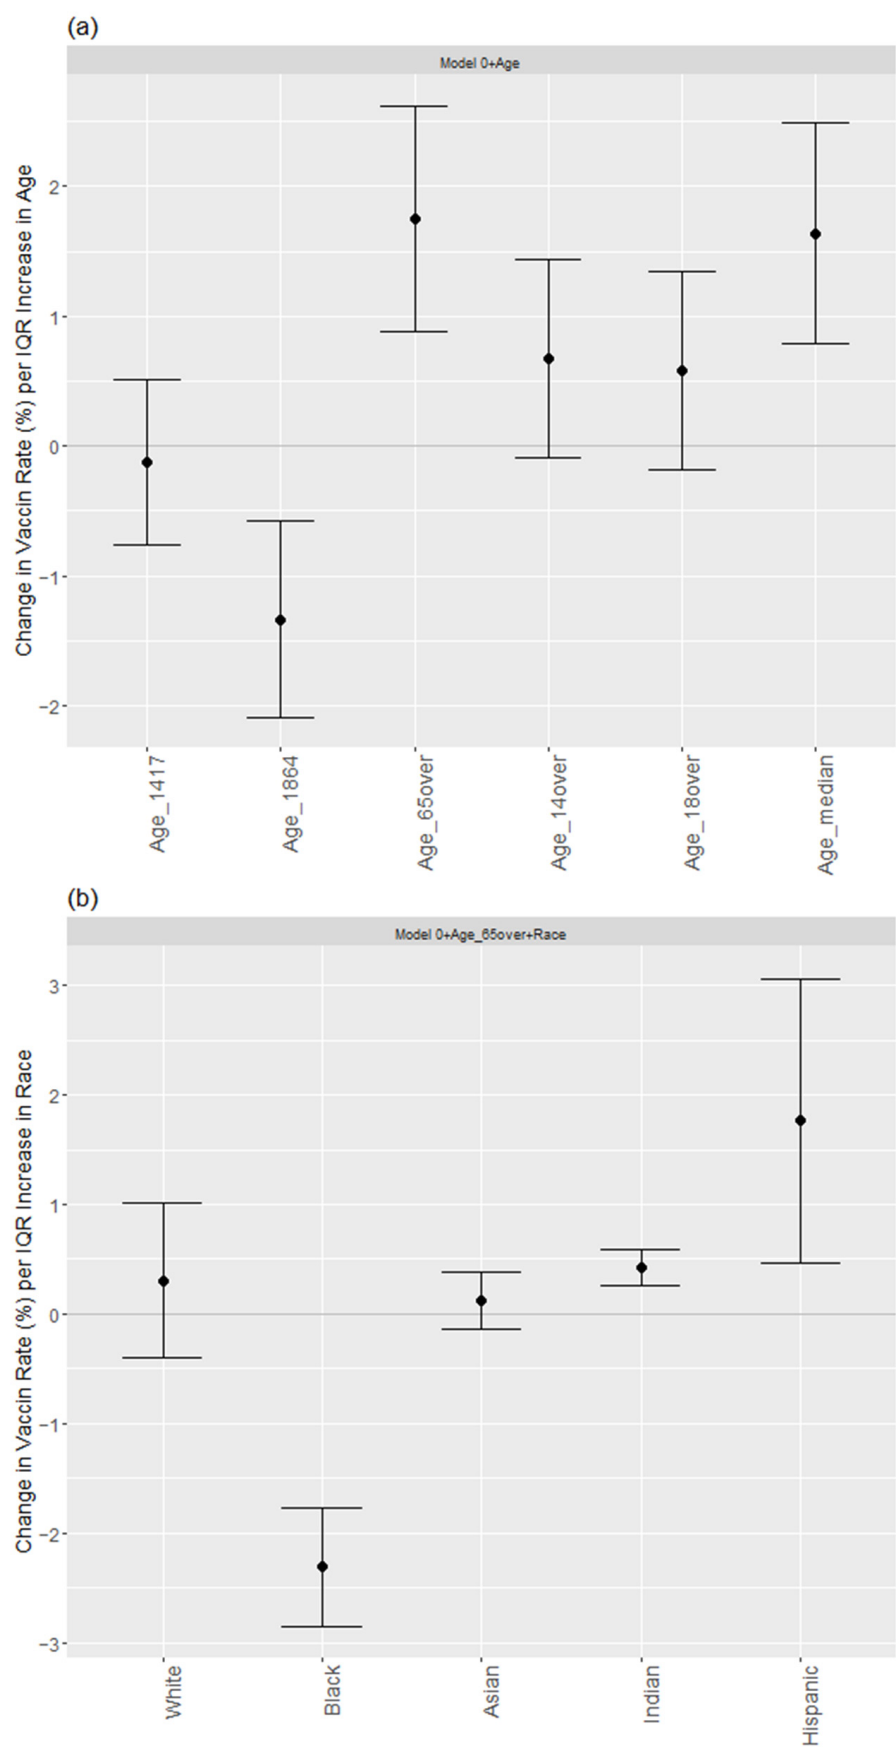 (a)
Model 0+Age
Change in Vaccin Rate (%) per IQR Increase in Age
2
1
0
−1
−2
Age_1417
Age_1864
Age_65over
Age_14over
Age_18over
Age_median
(b)
Model 0+Age_65over+Race
Change in Vaccin Rate (%) per IQR Increase in Race
3
2
1
0
−1
−2
−3
White
Black
Asian
Indian
Hispanic